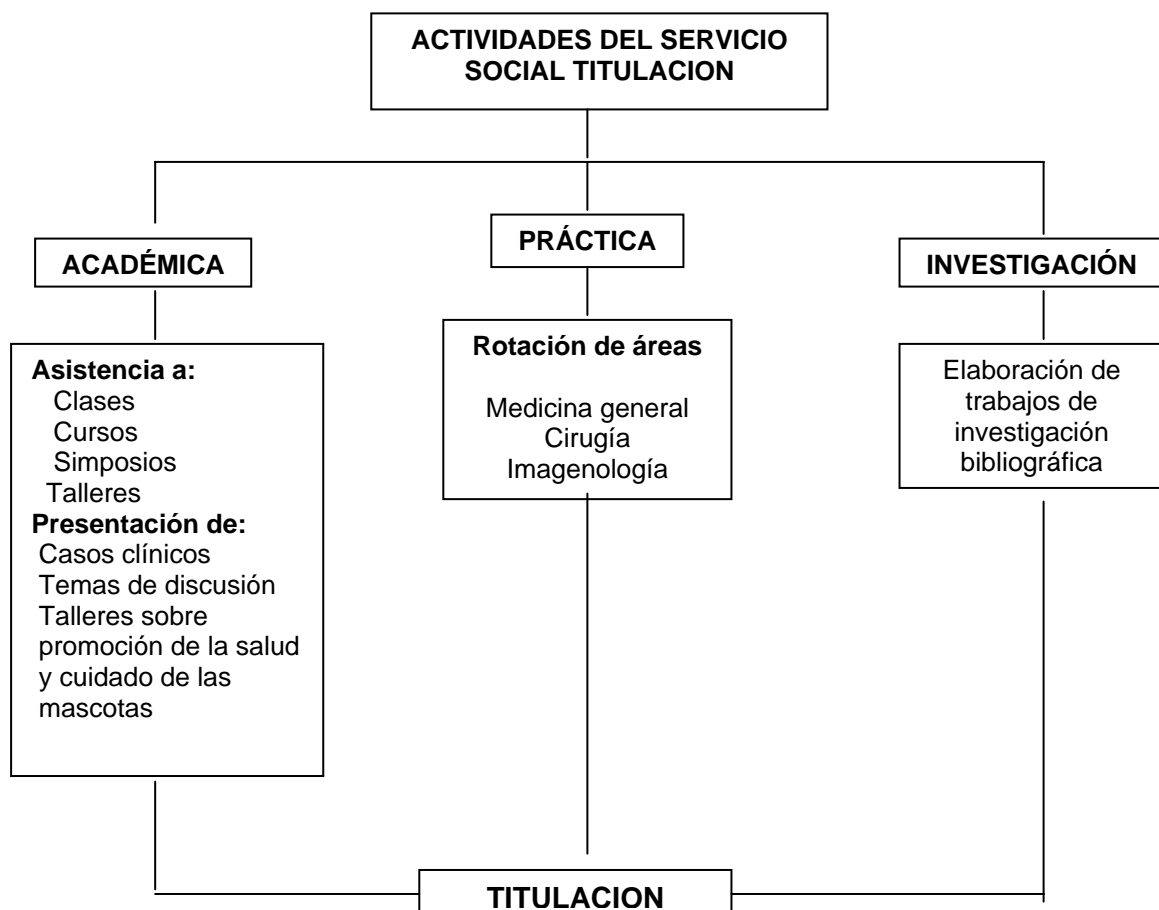 ACTIVIDADES DEL SERVICIO
SOCIAL TITULACION
ACADÉMICA
PRÁCTICA
INVESTIGACIÓN
Asistencia a:
Clases
Cursos
Simposios
Talleres
Presentación de:
Casos clínicos
Temas de discusión
Talleres sobre
promoción de la salud
y cuidado de las
mascotas
Rotación de áreas
Medicina general
Cirugía
Imagenología
Elaboración de
trabajos de
investigación
bibliográfica
TITULACION